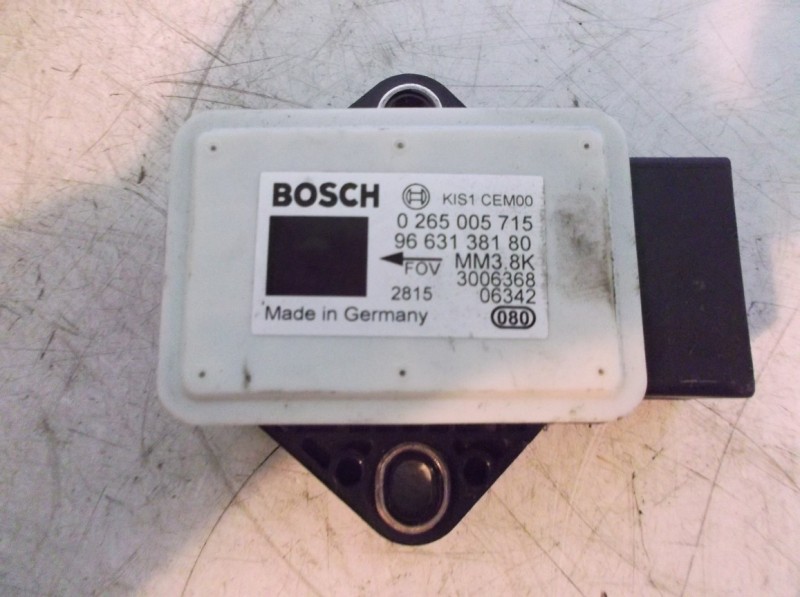 BOSCH KIS1 CEM00
0 265 005 715
96 631 381 80
FOV MM3.8K
3006368
2815 06342
Made in Germany 080